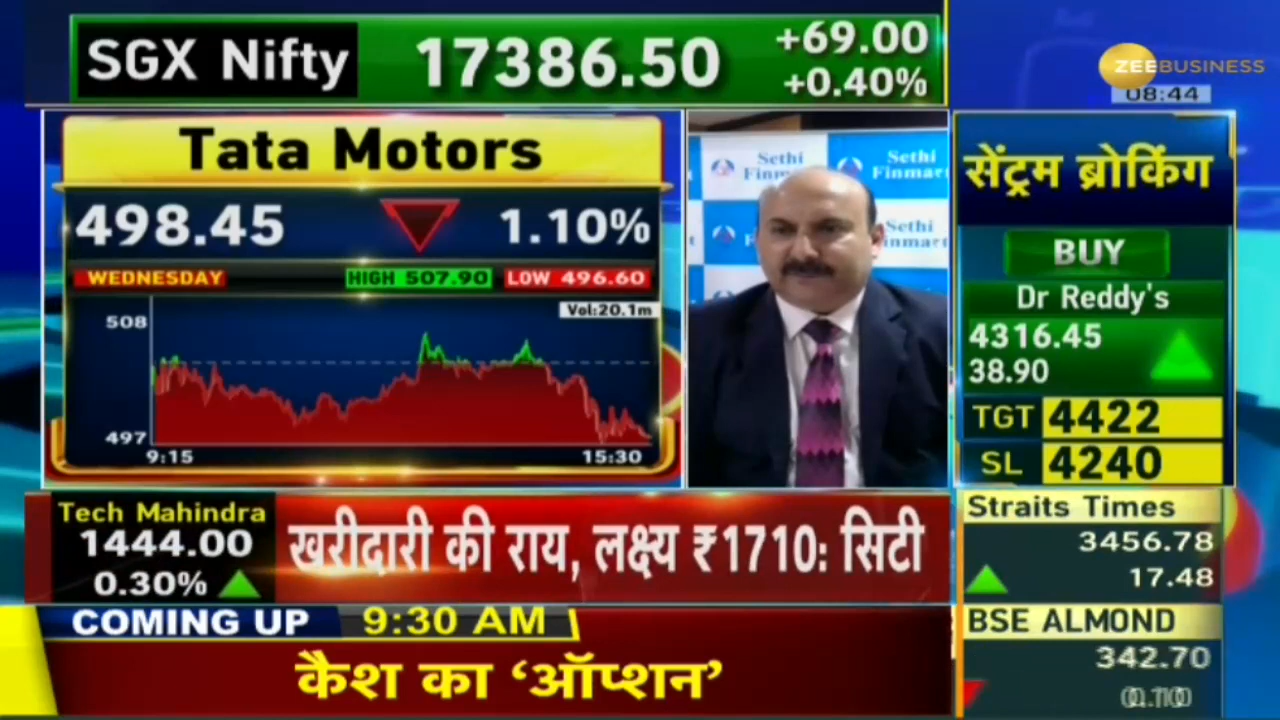 SGX Nifty 17386.50 +69.00 +0.40%
ZEEBUSINESS
08:44
Tata Motors
498.45 1.10%
WEDNESDAY HIGH 507.90 LOW 496.60
Vol:20.1m
508
497
9:15 15:30
Sethi Sethi
Finmar Finmar
Sethi
inmart
सेंट्रम ब्रोकिंग
BUY
Dr Reddy's
4316.45
38.90
TGT 4422
SL 4240
Tech Mahindra
1444.00
0.30%
खरीदारी की राय, लक्ष्य ₹1710: सिटी
Straits Times
3456.78
17.48
BSE ALMOND
342.70
COMING UP 9:30 AM
कैश का ‘ऑप्शन’